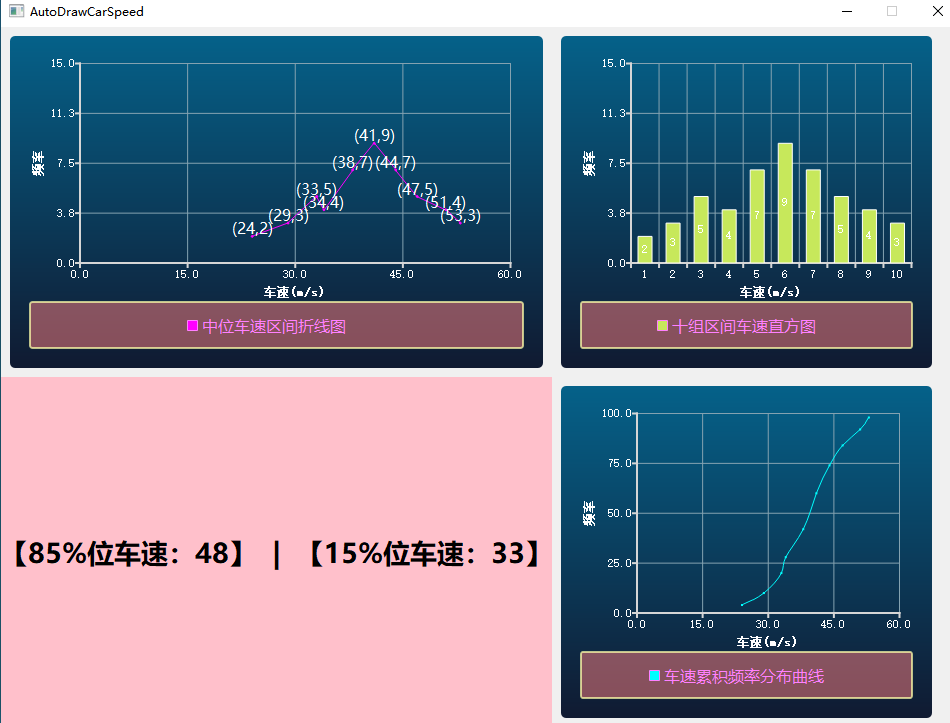 AutoDrawCarSpeed
15.0
11.3
7.5
3.8
0.0
频率
(24,2)
(29,3)
(33,5)
(34,4)
(38,7)
(41,9)
(44,7)
(47,5)
(51,4)
(53,3)
0.0 15.0 30.0 45.0 60.0
车速(m/s)
中位车速区间折线图
15.0
11.3
7.5
3.8
0.0
频率
2 3 5 4 7 9 7 5 4 3
1 2 3 4 5 6 7 8 9 10
车速(m/s)
十组区间车速直方图
【85%位车速：48】 | 【15%位车速：33】
100.0
75.0
50.0
25.0
0.0
频率
0.0 15.0 30.0 45.0 60.0
车速(m/s)
车速累积频率分布曲线